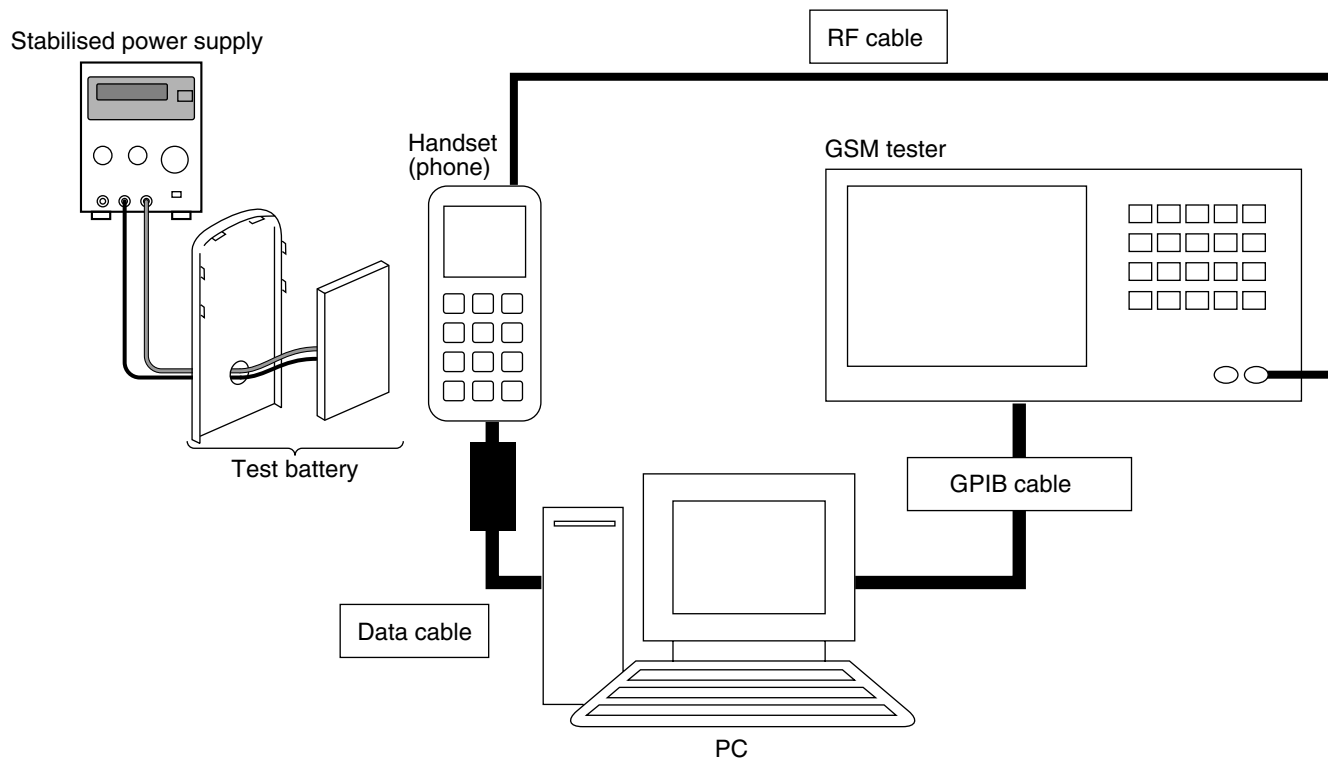 RF cable
Stabilised power supply
Handset
(phone)
GSM tester
Test battery
GPIB cable
Data cable
PC